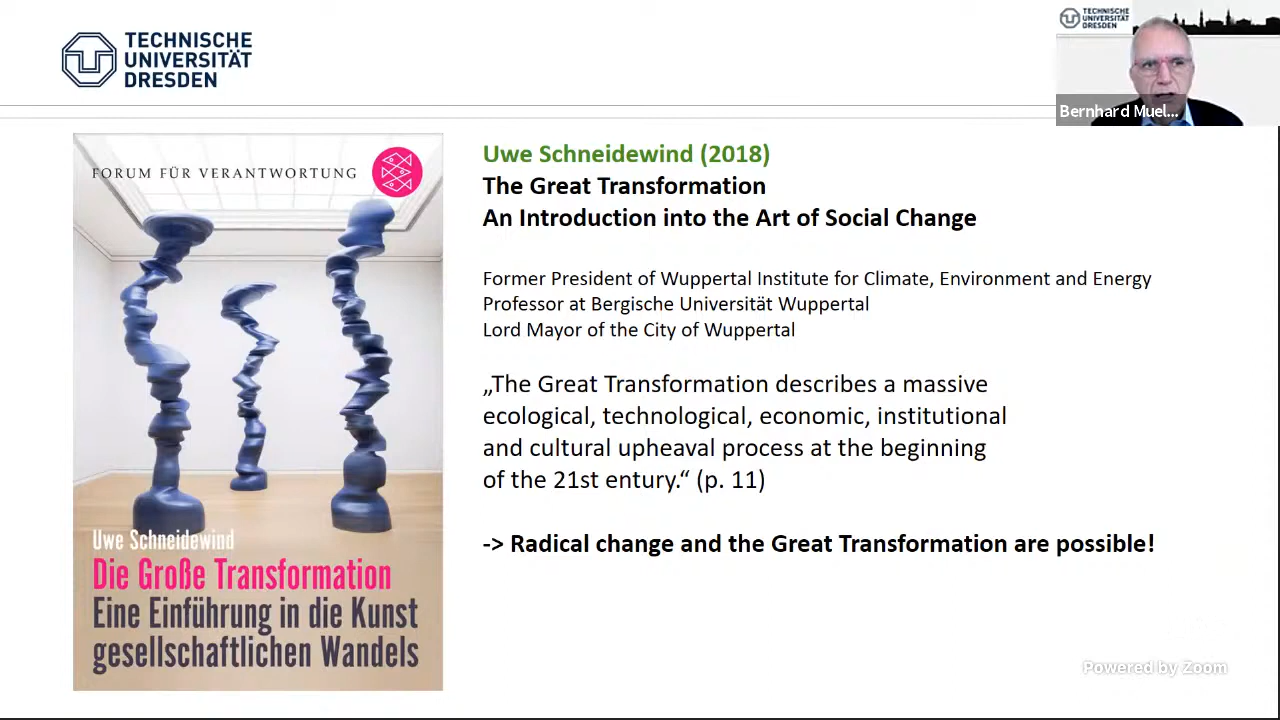 TECHNISCHE
UNIVERSITÄT
DRESDEN
TECHNISCHE
UNIVERSITÄT
DRESDEN
Bernhard Muel...
FORUM FÜR VERANTWORTUNG
Uwe Schneidewind
Die Große Transformation
Eine Einführung in die Kunst
gesellschaftlichen Wandels
Uwe Schneidewind (2018)
The Great Transformation
An Introduction into the Art of Social Change
Former President of Wuppertal Institute for Climate, Environment and Energy
Professor at Bergische Universität Wuppertal
Lord Mayor of the City of Wuppertal
„The Great Transformation describes a massive
ecological, technological, economic, institutional
and cultural upheaval process at the beginning
of the 21st entury.“ (p. 11)
-> Radical change and the Great Transformation are possible!
Powered by Zoom